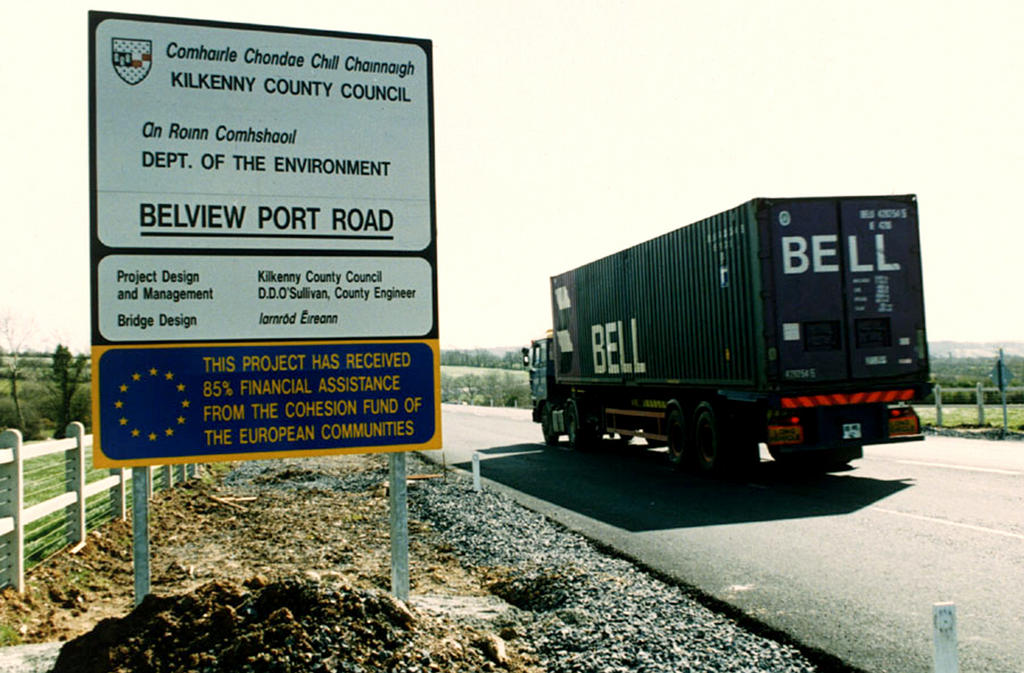 Comhairle Chondae Chill Chainnaigh
KILKENNY COUNTY COUNCIL
An Roinn Comhshaoil
DEPT. OF THE ENVIRONMENT
BELVIEW PORT ROAD
Project Design
and Management
Kilkenny County Council
D.D.O'Sullivan, County Engineer
Bridge Design
Iarnród Éireann
THIS PROJECT HAS RECEIVED
85% FINANCIAL ASSISTANCE
FROM THE COHESION FUND OF
THE EUROPEAN COMMUNITIES
BELL
BELL